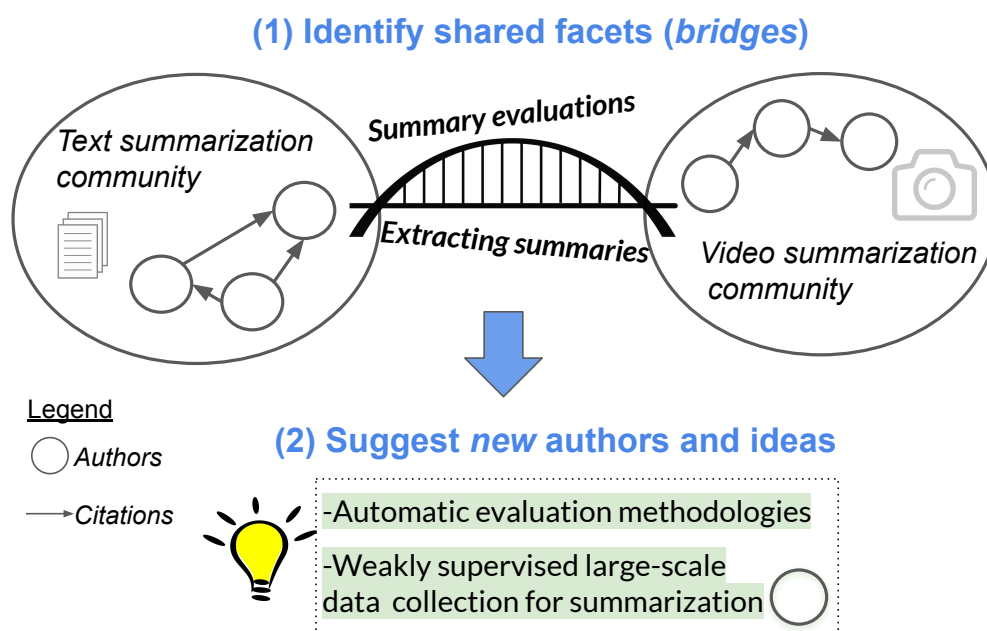 (1) Identify shared facets (bridges)
Text summarization
community
Summary evaluations
Extracting summaries
Video summarization
community
Legend
Authors
Citations
(2) Suggest new authors and ideas
-Automatic evaluation methodologies
-Weakly supervised large-scale
data collection for summarization